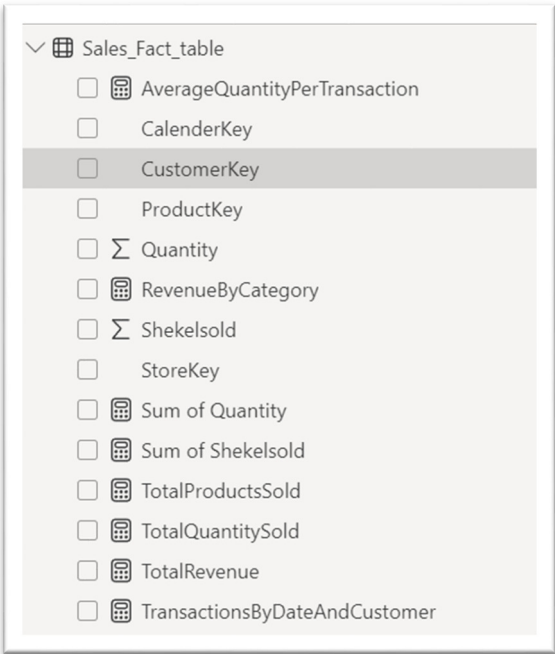 Sales_Fact_table
AverageQuantityPerTransaction
CalenderKey
CustomerKey
ProductKey
Quantity
RevenueByCategory
Shekelsold
StoreKey
Sum of Quantity
Sum of Shekelsold
TotalProductsSold
TotalQuantitySold
TotalRevenue
TransactionsByDateAndCustomer